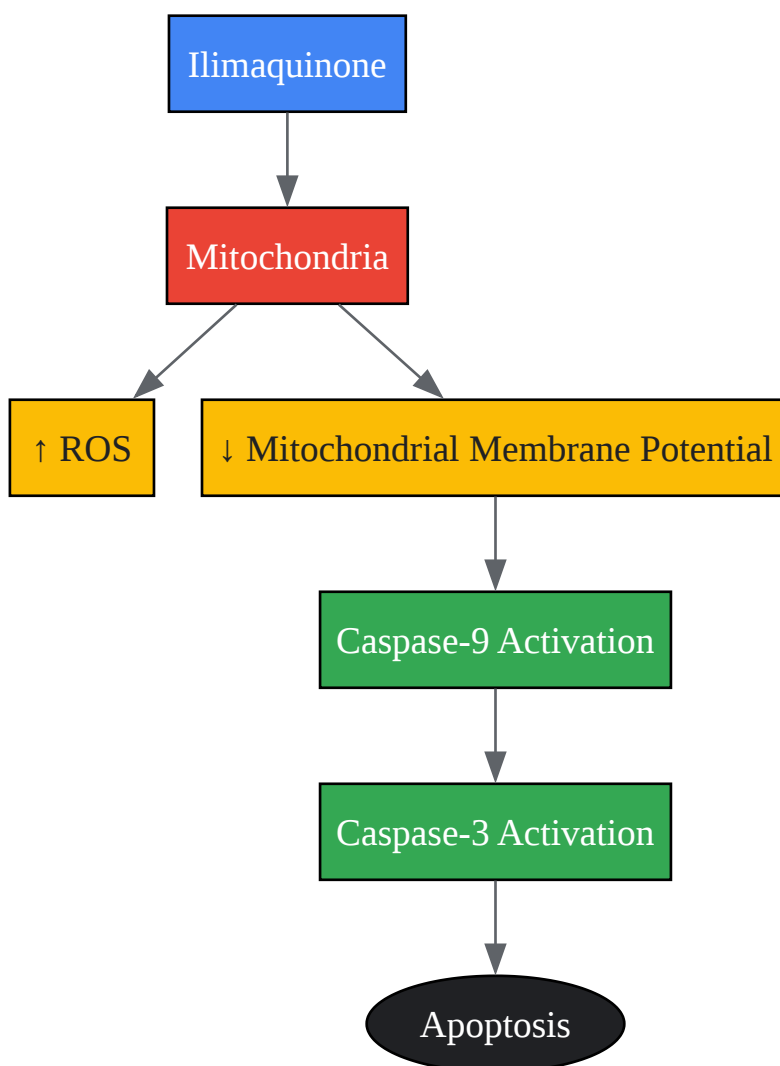 Ilimaquinone
Mitochondria
↑ ROS
↓ Mitochondrial Membrane Potential
Caspase-9 Activation
Caspase-3 Activation
Apoptosis